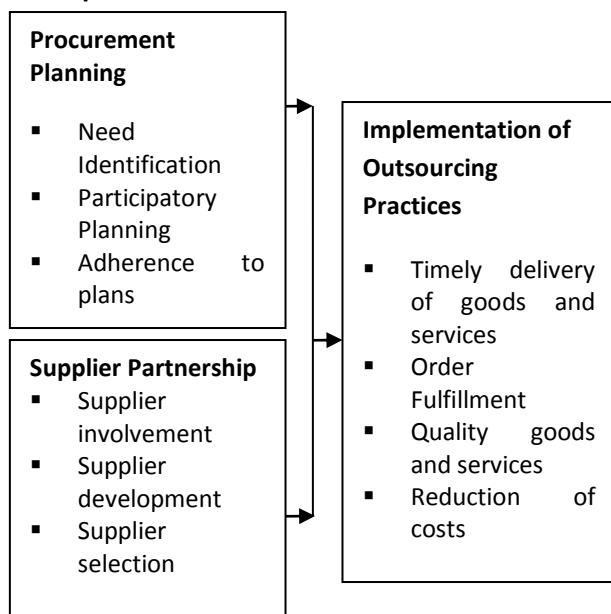 Procurement
Planning
▪ Need
Identification
▪ Participatory
Planning
▪ Adherence to
plans
Supplier Partnership
▪ Supplier
involvement
▪ Supplier
development
▪ Supplier
selection
Implementation of
Outsourcing
Practices
▪ Timely delivery
of goods and
services
▪ Order
Fulfillment
▪ Quality goods
and services
▪ Reduction of
costs